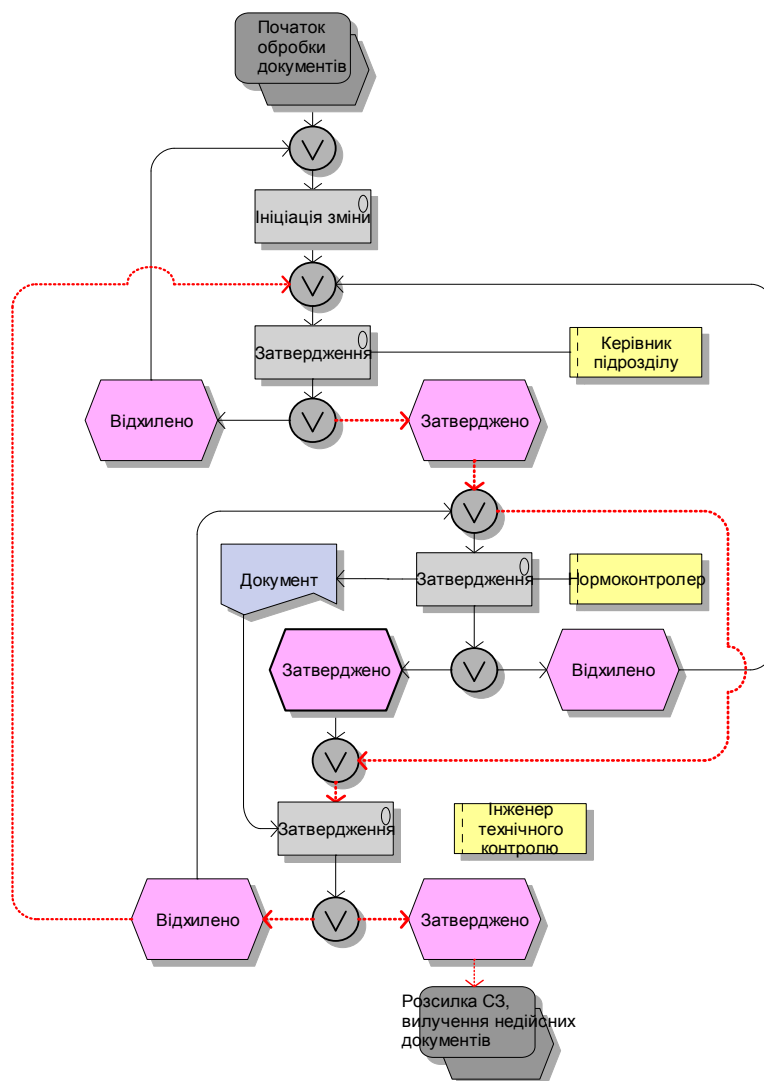 Початок
обробки
документів
V
Ініціація зміни
V
Затвердження
Керівник
підрозділу
Відхилено
V
Затверджено
V
Документ
Затвердження
Нормоконтролер
Затверджено
V
Відхилено
V
Затвердження
Інженер
технічного
контролю
Відхилено
V
Затверджено
Розсилка СЗ,
вилучення недійсних
документів